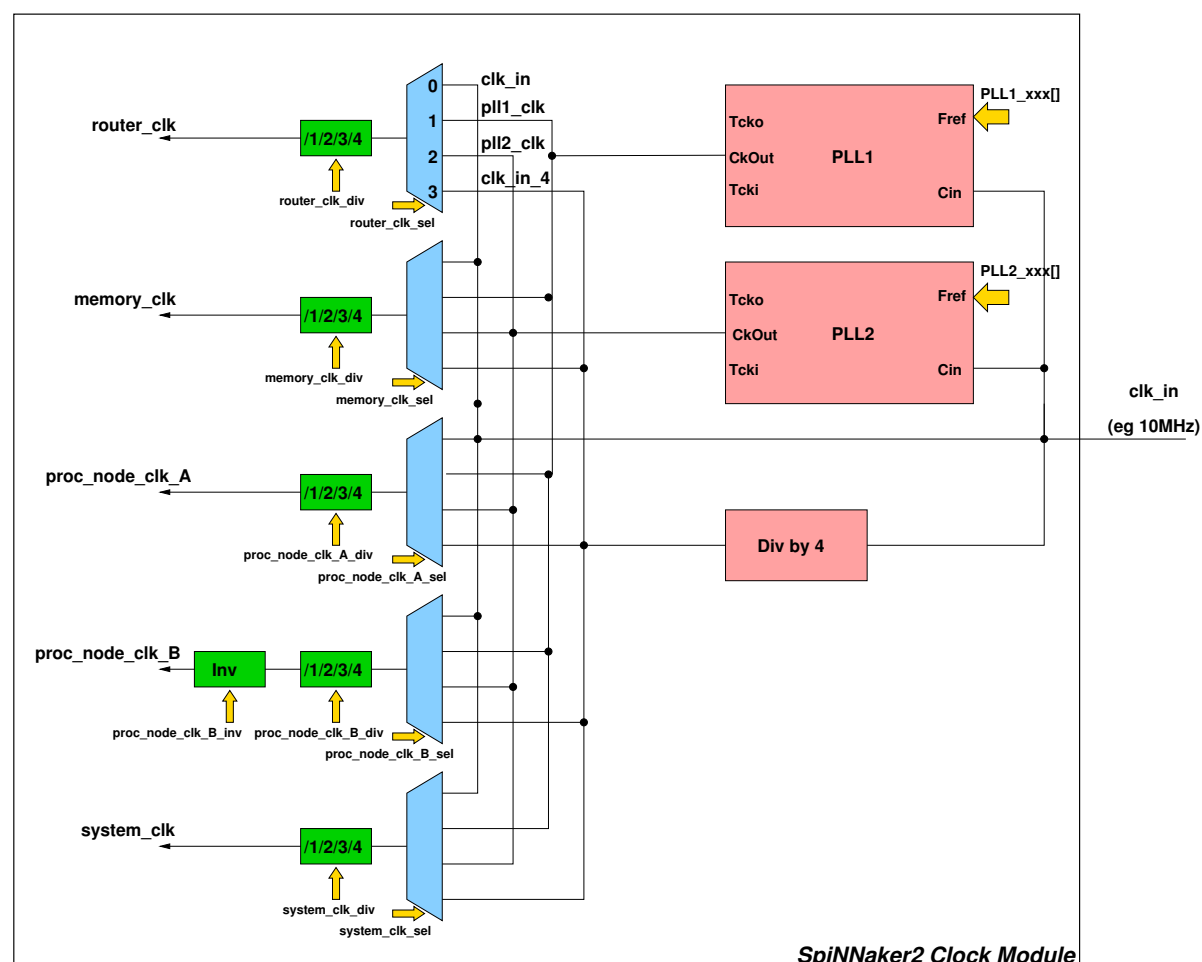 clk_in
pll1_clk
pll2_clk
clk_in_4
0
1
2
3
router_clk
/1/2/3/4
router_clk_div
router_clk_sel
PLL1_xxx[]
Tcko
Fref
CkOut
PLL1
Tcki
Cin
memory_clk
/1/2/3/4
memory_clk_div
memory_clk_sel
PLL2_xxx[]
Tcko
Fref
CkOut
PLL2
Tcki
Cin
clk_in
(eg 10MHz)
proc_node_clk_A
/1/2/3/4
proc_node_clk_A_div
proc_node_clk_A_sel
Div by 4
proc_node_clk_B
Inv
/1/2/3/4
proc_node_clk_B_inv
proc_node_clk_B_div
proc_node_clk_B_sel
system_clk
/1/2/3/4
system_clk_div
system_clk_sel
SpiNNaker2 Clock Module